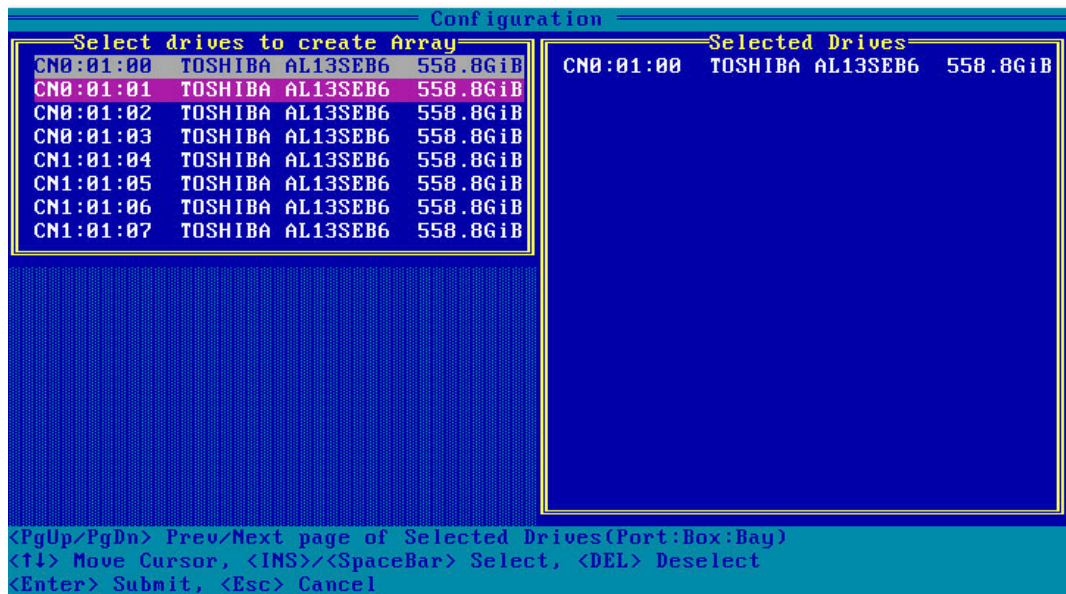 Configuration
Select drives to create Array
CN0:01:00 TOSHIBA AL13SEB6 558.8GiB
CN0:01:01 TOSHIBA AL13SEB6 558.8GiB
CN0:01:02 TOSHIBA AL13SEB6 558.8GiB
CN0:01:03 TOSHIBA AL13SEB6 558.8GiB
CN1:01:04 TOSHIBA AL13SEB6 558.8GiB
CN1:01:05 TOSHIBA AL13SEB6 558.8GiB
CN1:01:06 TOSHIBA AL13SEB6 558.8GiB
CN1:01:07 TOSHIBA AL13SEB6 558.8GiB
Selected Drives
CN0:01:00 TOSHIBA AL13SEB6 558.8GiB
<PgUp/PgDn> Prev/Next page of Selected Drives(Port:Box:Bay)
<↑↓> Move Cursor, <INS>/<SpaceBar> Select, <DEL> Deselect
<Enter> Submit, <Esc> Cancel